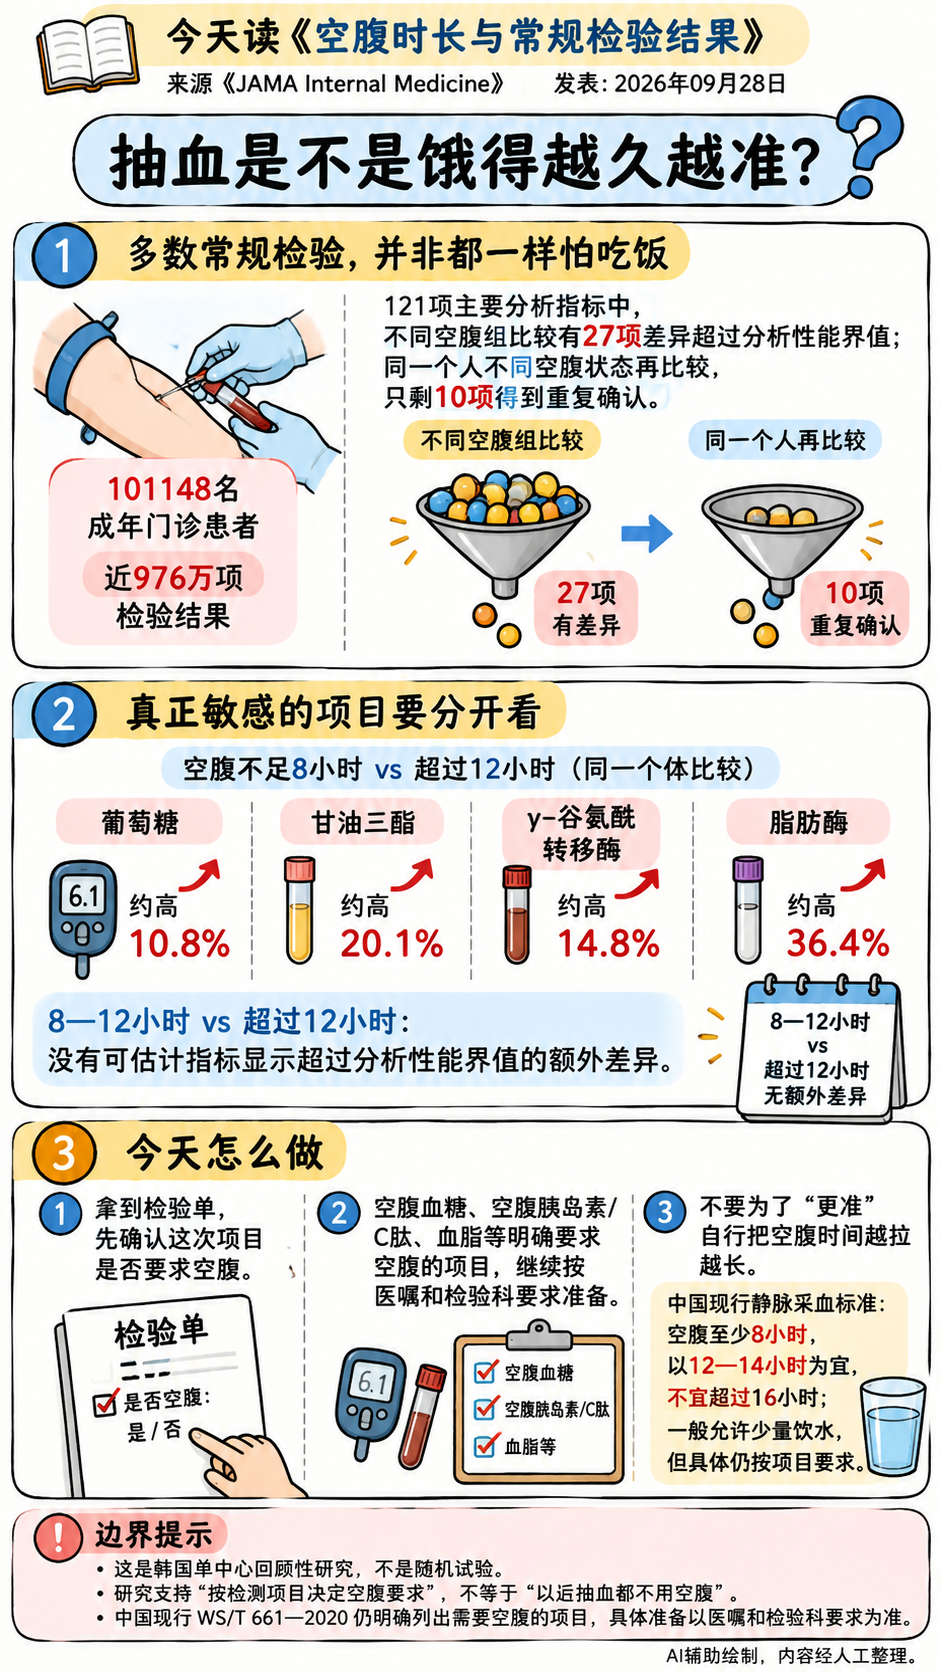 今天读《空腹时长与常规检验结果》
来源《JAMA Internal Medicine》 发表：2026年09月28日
抽血是不是饿得越久越准？
1 多数常规检验，并非都一样怕吃饭
121项主要分析指标中，
不同空腹组比较有27项差异超过分析性能界值；
同一个人不同空腹状态再比较，
只剩10项得到重复确认。
101148名
成年门诊患者
近976万项
检验结果
不同空腹组比较
27项
有差异
同一个人再比较
10项
重复确认
2 真正敏感的项目要分开看
空腹不足8小时 vs 超过12小时（同一个体比较）
葡萄糖
6.1
约高
10.8%
甘油三酯
约高
20.1%
γ-谷氨酰
转移酶
约高
14.8%
脂肪酶
约高
36.4%
8—12小时 vs 超过12小时：
没有可估计指标显示超过分析性能界值的额外差异。
8—12小时
vs
超过12小时
无额外差异
3 今天怎么做
1 拿到检验单，
先确认这次项目
是否要求空腹。
检验单
是否空腹：
是 / 否
2 空腹血糖、空腹胰岛素/
C肽、血脂等明确要求
空腹的项目，继续按
医嘱和检验科要求准备。
6.1
空腹血糖
空腹胰岛素/C肽
血脂等
3 不要为了“更准”
自行把空腹时间越拉
越长。
中国现行静脉采血标准：
空腹至少8小时，
以12—14小时为宜，
不宜超过16小时；
一般允许少量饮水，
但具体仍按项目要求。
! 边界提示
• 这是韩国单中心回顾性研究，不是随机试验。
• 研究支持“按检测项目决定空腹要求”，不等于“以后抽血都不用空腹”。
• 中国现行 WS/T 661—2020 仍明确列出需要空腹的项目，具体准备以医嘱和检验科要求为准。
AI辅助绘制，内容经人工整理。